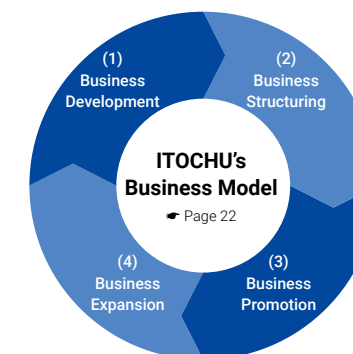 (1)
Business
Development
(2)
Business
Structuring
ITOCHU's
Business Model
☛ Page 22
(4)
Business
Expansion
(3)
Business
Promotion